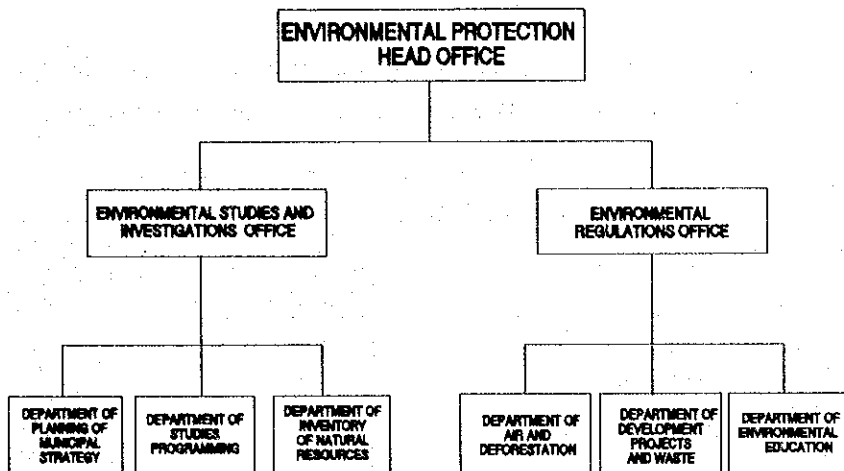 ENVIRONMENTAL PROTECTION
HEAD OFFICE
ENVIRONMENTAL STUDIES AND
INVESTIGATIONS OFFICE
ENVIRONMENTAL
REGULATIONS OFFICE
DEPARTMENT OF
PLANNING OF
MUNICIPAL
STRATEGY
DEPARTMENT OF
STUDIES
PROGRAMMING
DEPARTMENT OF
INVENTORY
OF NATURAL
RESOURCES
DEPARTMENT OF
AIR AND
DEFORESTATION
DEPARTMENT OF
DEVELOPMENT
PROJECTS
AND WASTE
DEPARTMENT OF
ENVIRONMENTAL
EDUCATION